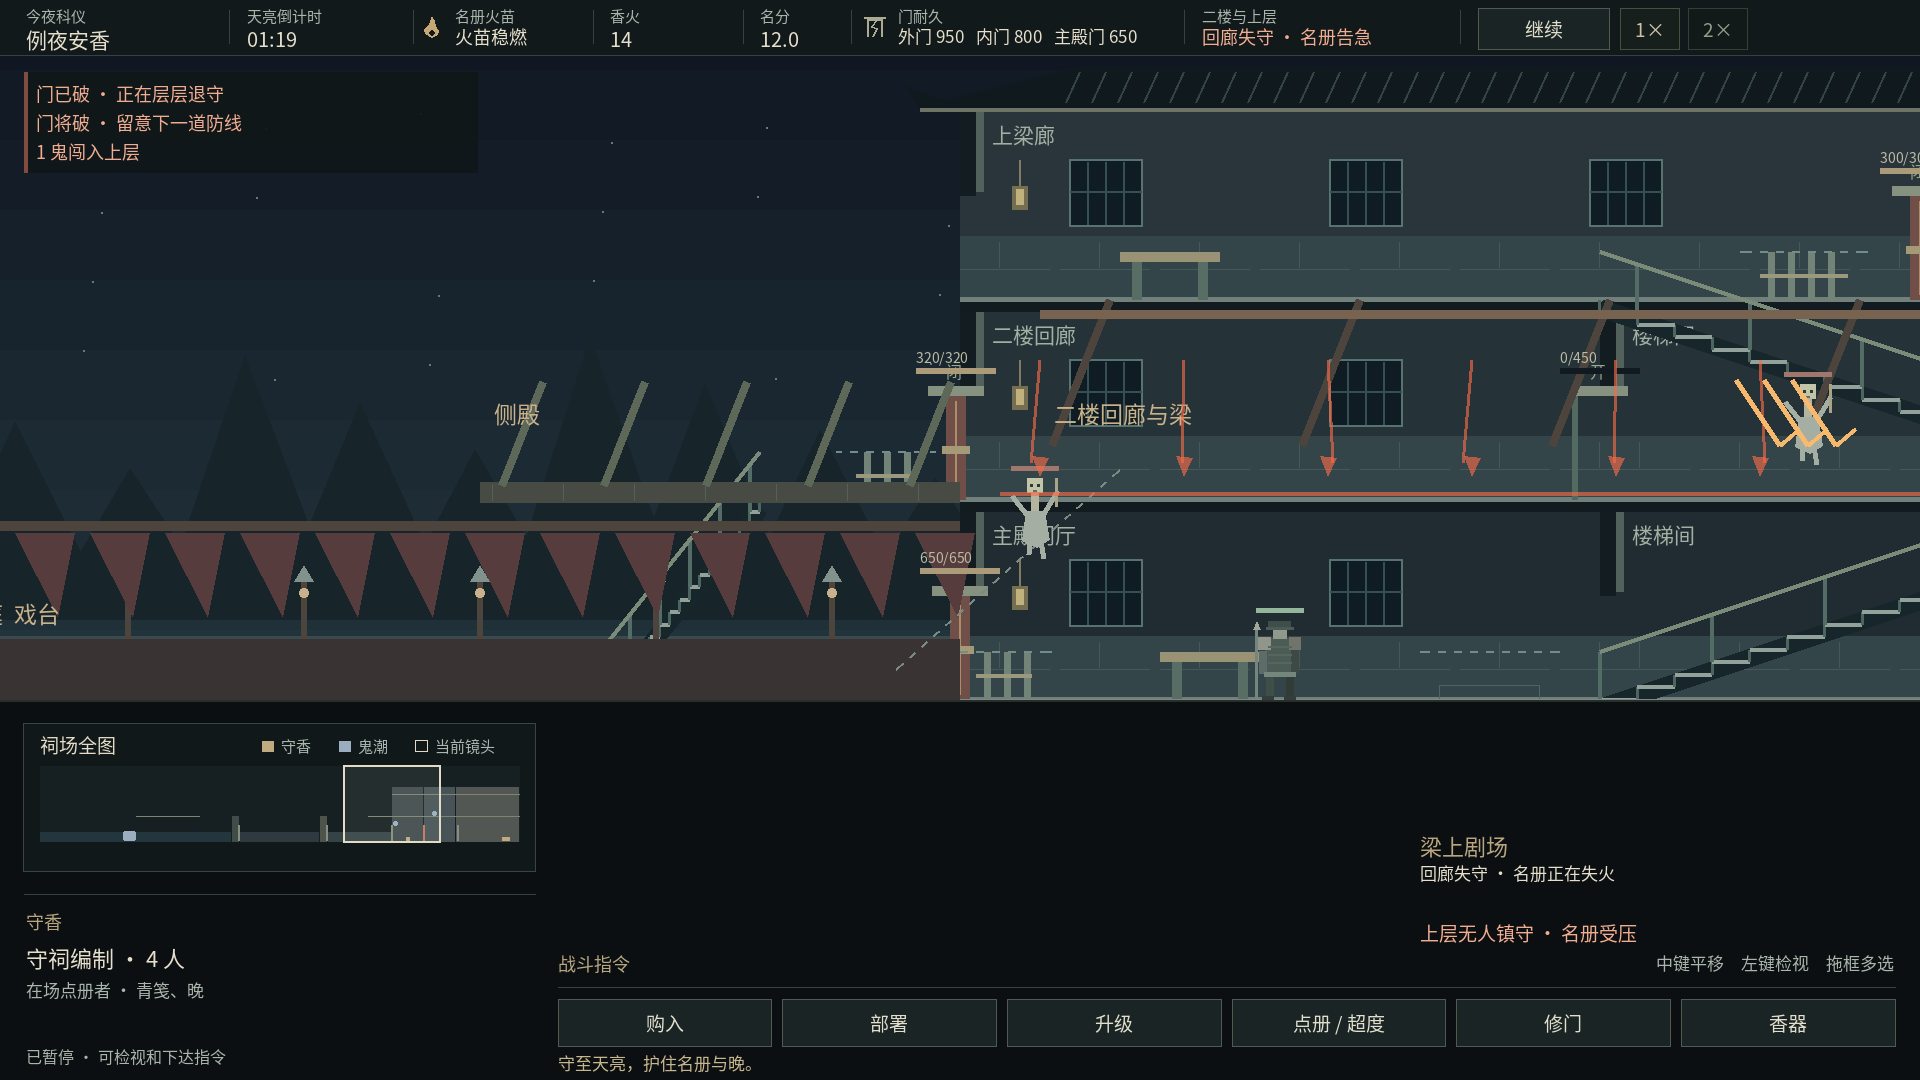 今夜科仪
例夜安香
天亮倒计时
01:19
名册火苗
火苗稳燃
香火
14
名分
12.0
门耐久
外门 950 内门 800 主殿门 650
二楼与上层
回廊失守 · 名册告急
继续
1×
2×
门已破 · 正在层层退守
门将破 · 留意下一道防线
1 鬼闯入上层
上梁廊
二楼回廊
320/320
闭
0/450
开
侧殿
二楼回廊与梁
650/650
楼梯间
戏台
祠场全图
守香
鬼潮
当前镜头
守香
守祠编制 · 4 人
在场点册者 · 青笺、晚
已暂停 · 可检视和下达指令
梁上剧场
回廊失守 · 名册正在失火
上层无人镇守 · 名册受压
战斗指令
中键平移 左键检视 拖框多选
购入
部署
升级
点册 / 超度
修门
香器
守至天亮，护住名册与晚。